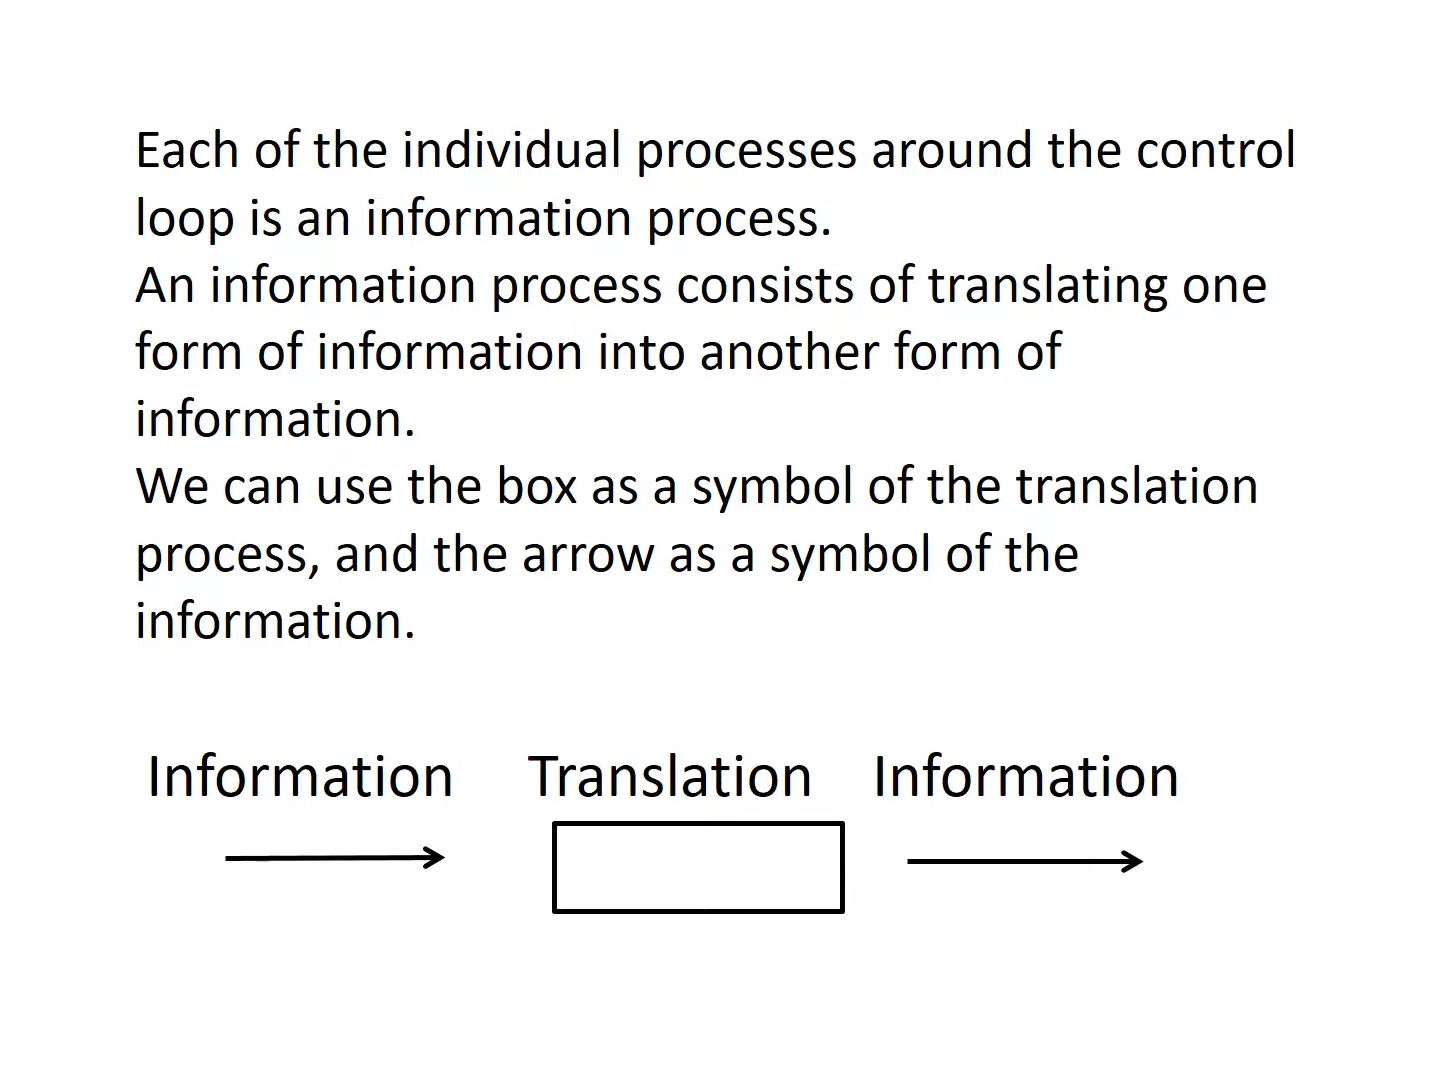 Each of the individual processes around the control
loop is an information process.
An information process consists of translating one
form of information into another form of
information.
We can use the box as a symbol of the translation
process, and the arrow as a symbol of the
information.
Information Translation Information